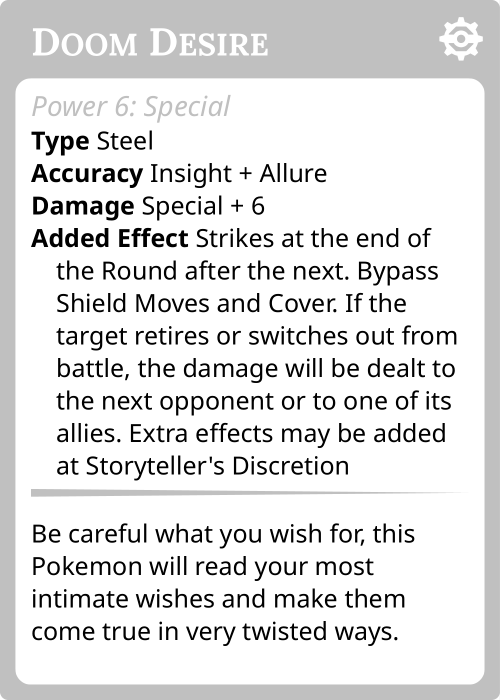 Doom Desire
Power 6: Special
Type Steel
Accuracy Insight + Allure
Damage Special + 6
Added Effect Strikes at the end of
the Round after the next. Bypass
Shield Moves and Cover. If the
target retires or switches out from
battle, the damage will be dealt to
the next opponent or to one of its
allies. Extra effects may be added
at Storyteller's Discretion
Be careful what you wish for, this
Pokemon will read your most
intimate wishes and make them
come true in very twisted ways.